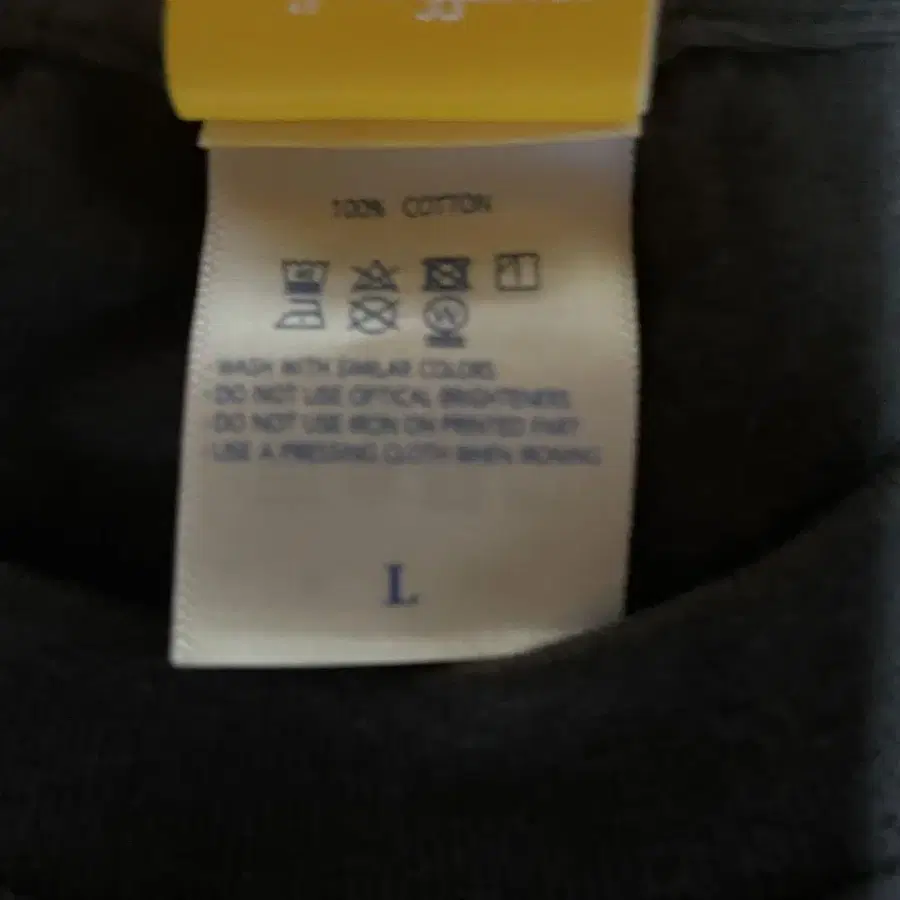 100% COTTON
WASH WITH SIMILAR COLORS
DO NOT USE OPTICAL BRIGHTENERS
DO NOT USE IRON ON PRINTED PART
USE A PRESSING CLOTH WHEN IRONING
L